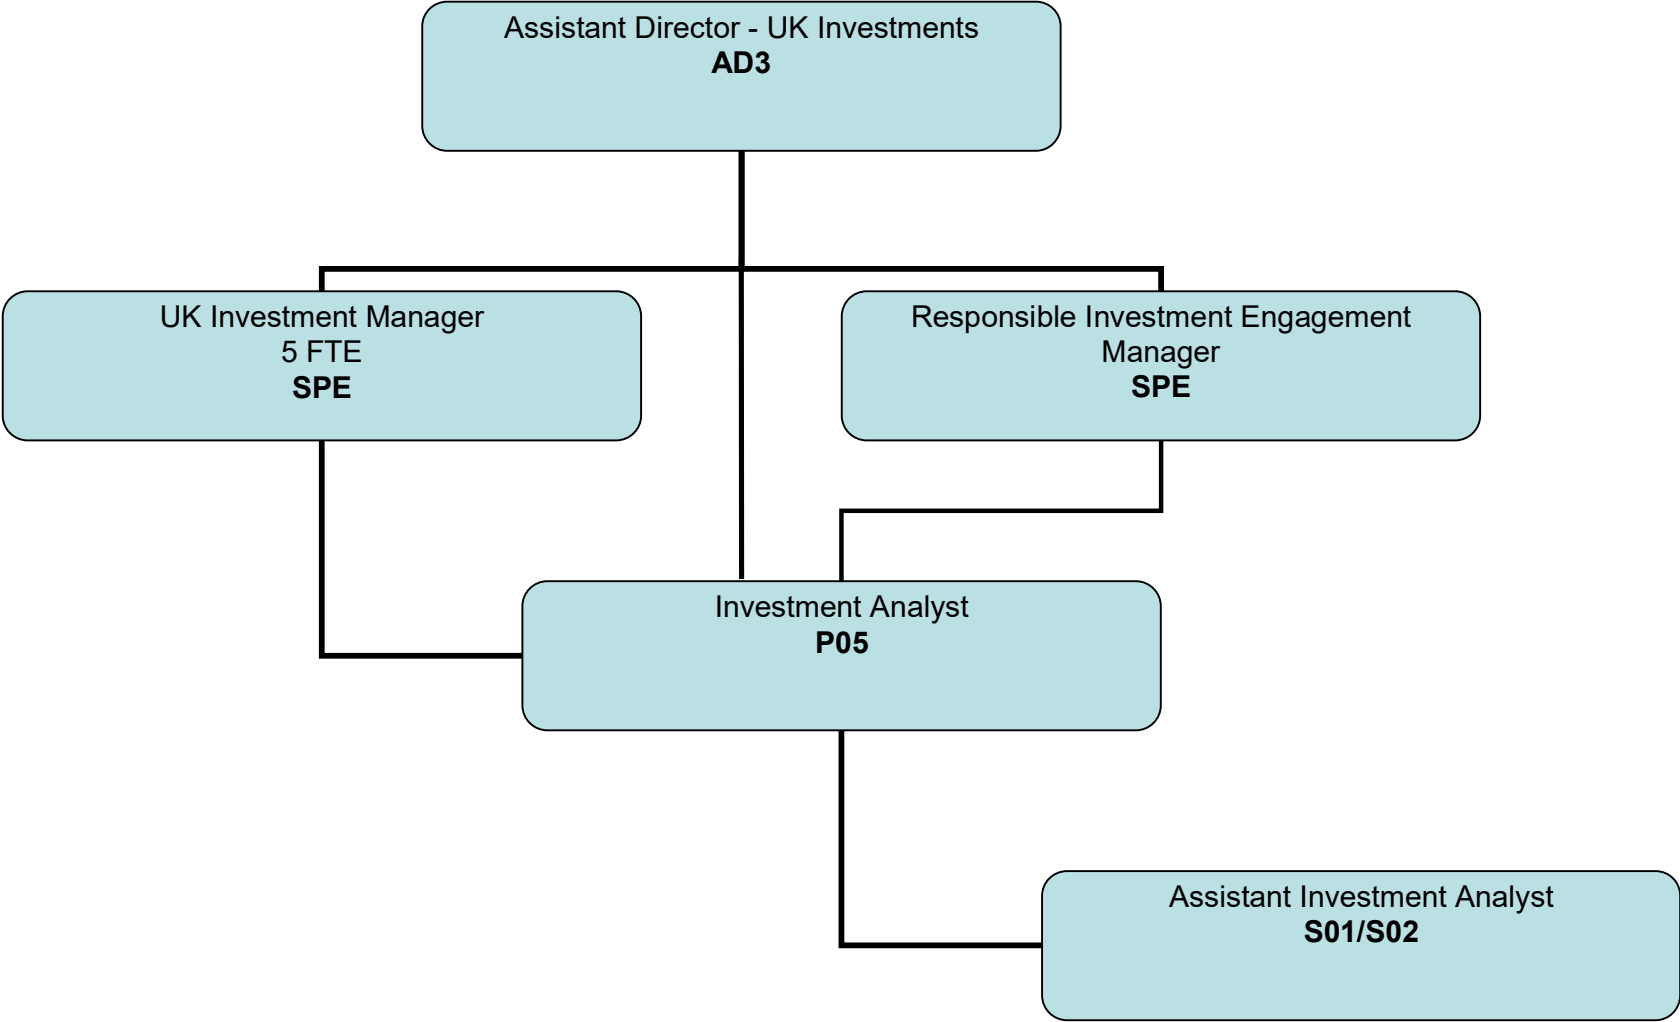 Assistant Director - UK Investments
AD3
UK Investment Manager
5 FTE
SPE
Responsible Investment Engagement
Manager
SPE
Investment Analyst
P05
Assistant Investment Analyst
S01/S02